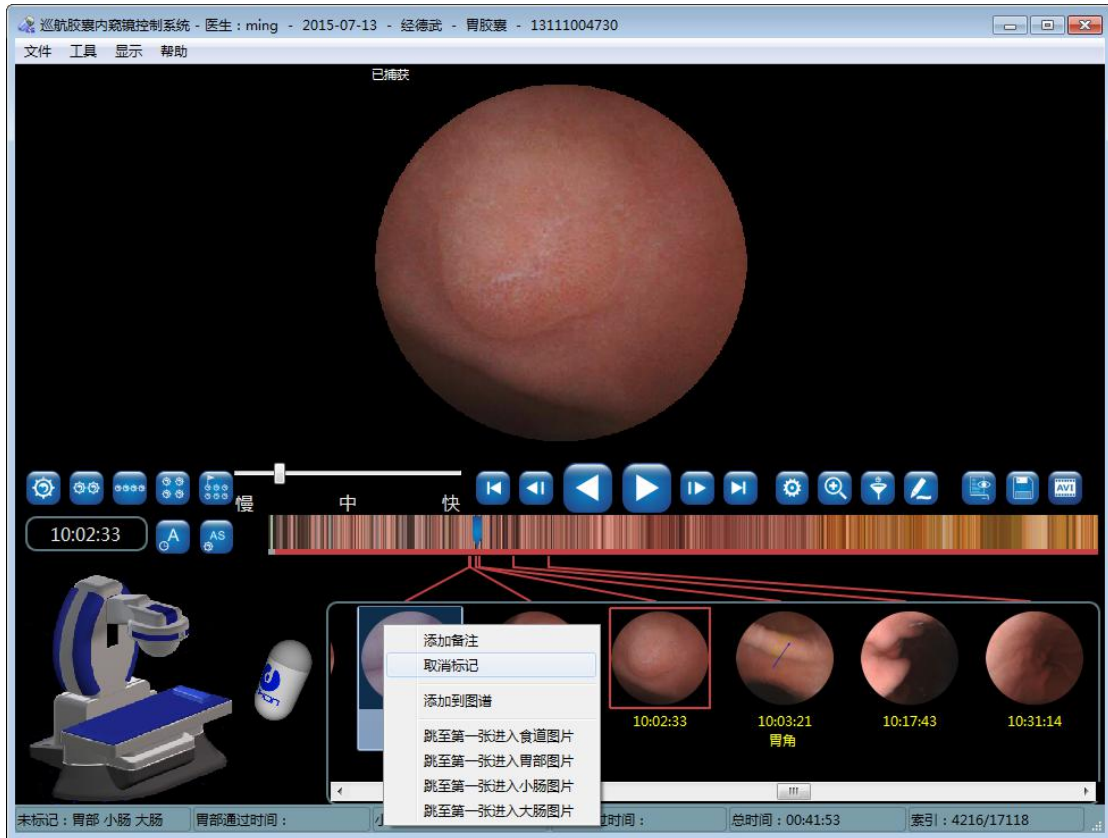 巡航胶囊内窥镜控制系统 - 医生：ming - 2015-07-13 - 经德武 - 胃胶囊 - 13111004730
文件 工具 显示 帮助
已捕获
慢 中 快
AVI
10:02:33 A AS
添加备注
取消标记
添加到图谱
跳至第一张进入食道图片
跳至第一张进入胃部图片
跳至第一张进入小肠图片
跳至第一张进入大肠图片
10:02:33 10:03:21 10:17:43 10:31:14
胃角
未标记：胃部 小肠 大肠 胃部通过时间： 过时间： 总时间：00:41:53 索引：4216/17118